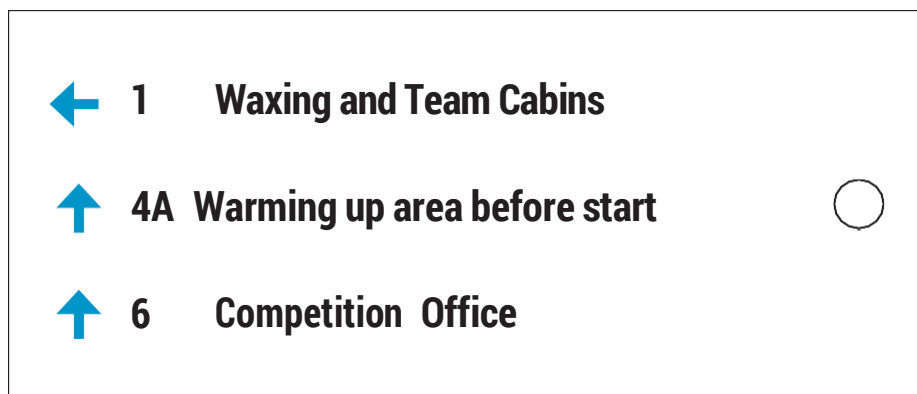 1 Waxing and Team Cabins
4A Warming up area before start
6 Competition Office